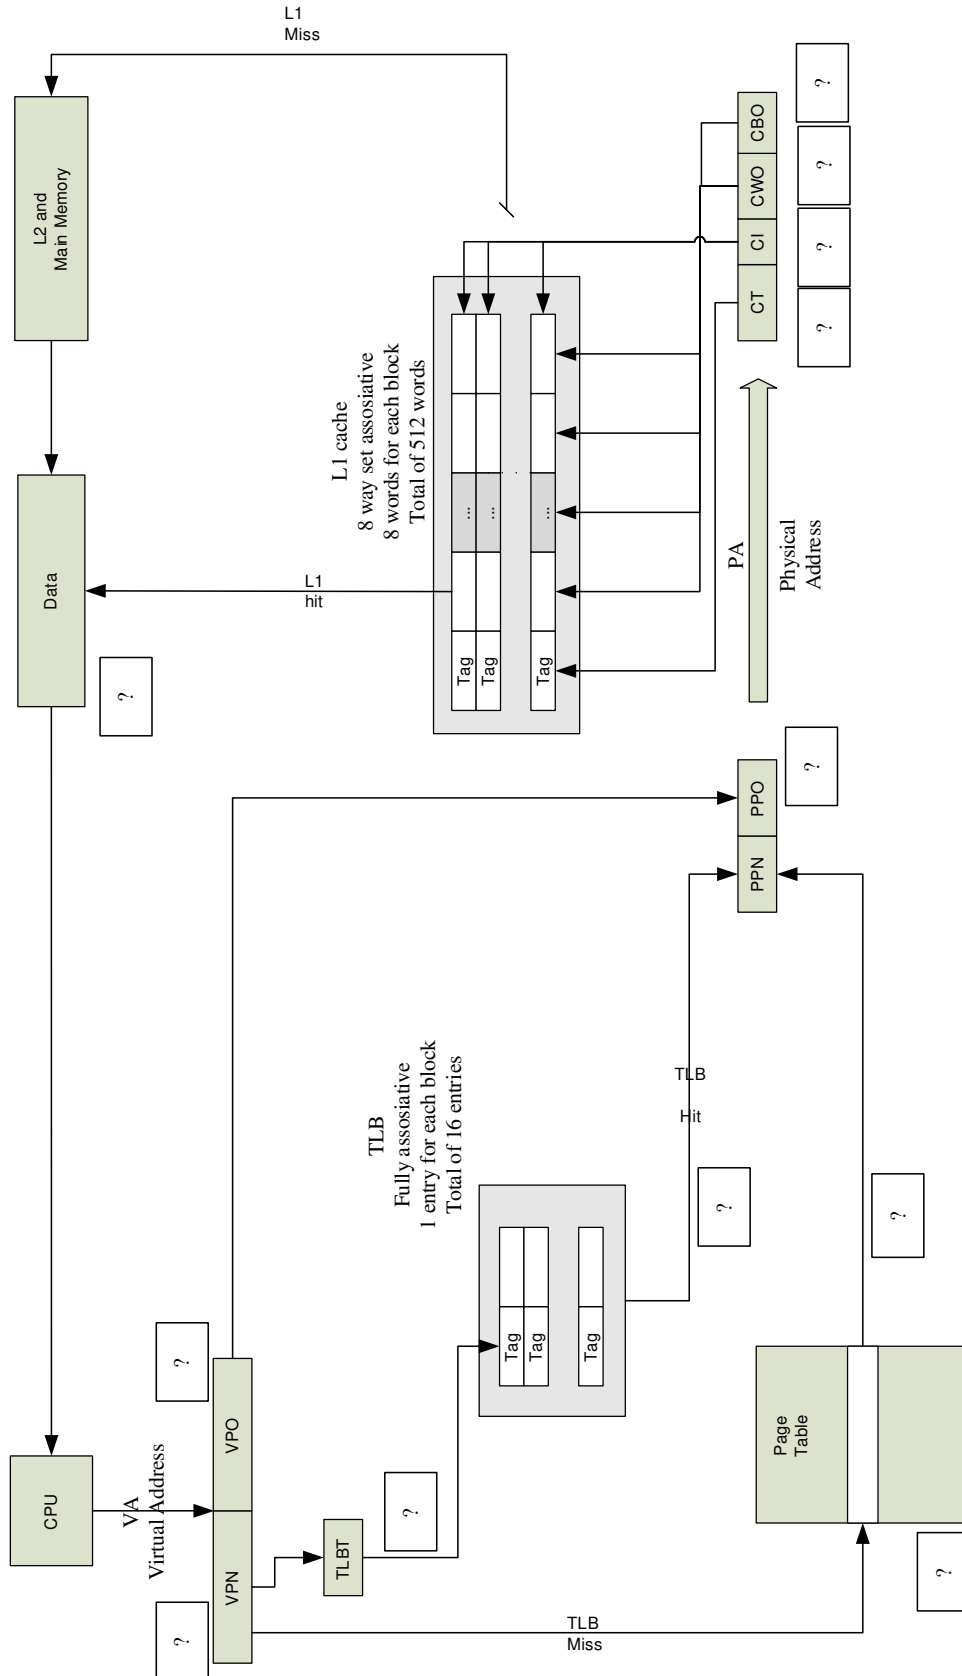 CPU
VA
Virtual Address
?
VPN
VPO
?
TLBT
?
TLB
Miss
?
Page
Table
?
TLB
Fully assosiative
1 entry for each block
Total of 16 entries
Tag
Tag
Tag
?
TLB
Hit
PPN
PPO
?
PA
Physical
Address
Data
?
L1
hit
L1 cache
8 way set assosiative
8 words for each block
Total of 512 words
Tag
...
Tag
...
Tag
...
L2 and
Main Memory
L1
Miss
CT
CI
CWO
CBO
?
?
?
?